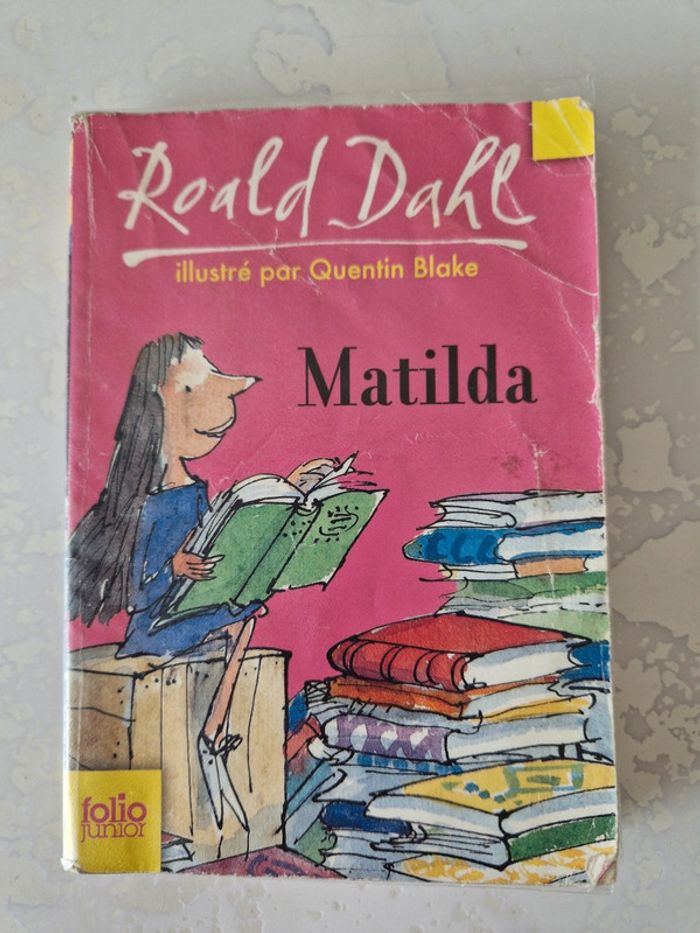 Roald Dahl
illustré par Quentin Blake
Matilda
folio
junior